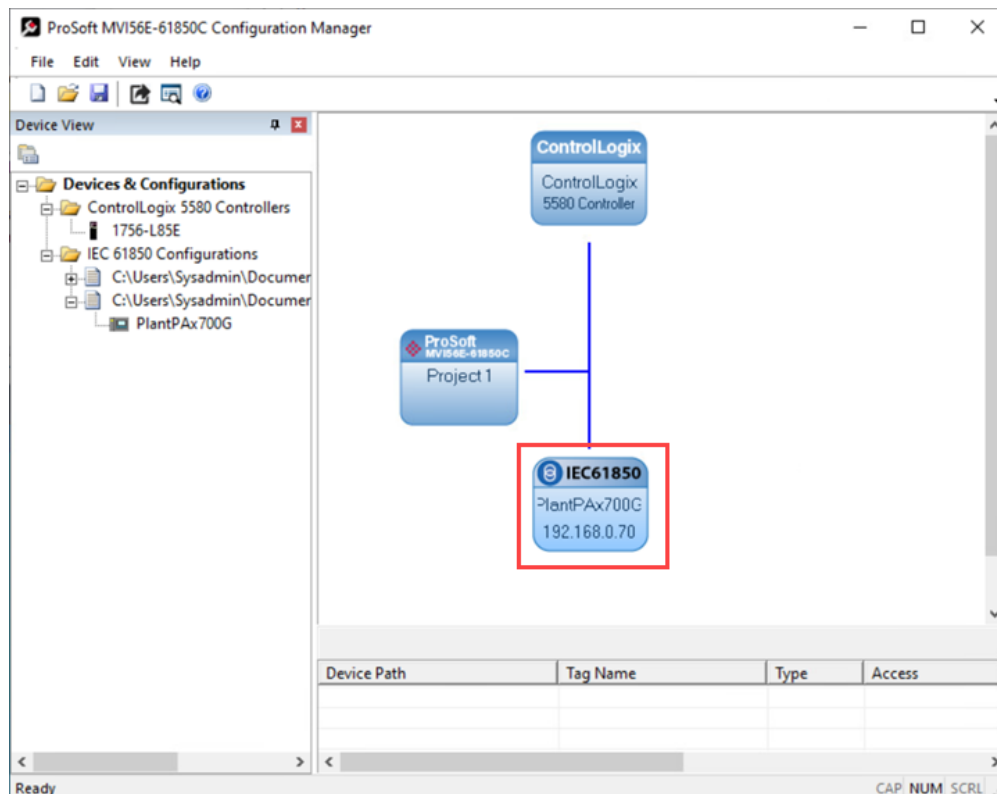 ProSoft MVI56E-61850C Configuration Manager
File Edit View Help
Device View
Devices & Configurations
ControlLogix 5580 Controllers
1756-L85E
IEC 61850 Configurations
C:\Users\Sysadmin\Documer
C:\Users\Sysadmin\Documer
PlantPAx700G
ControlLogix
ControlLogix
5580 Controller
ProSoft
MVI56E-61850C
Project 1
IEC61850
PlantPAx700G
192.168.0.70
Device Path Tag Name Type Access
Ready CAP NUM SCRL